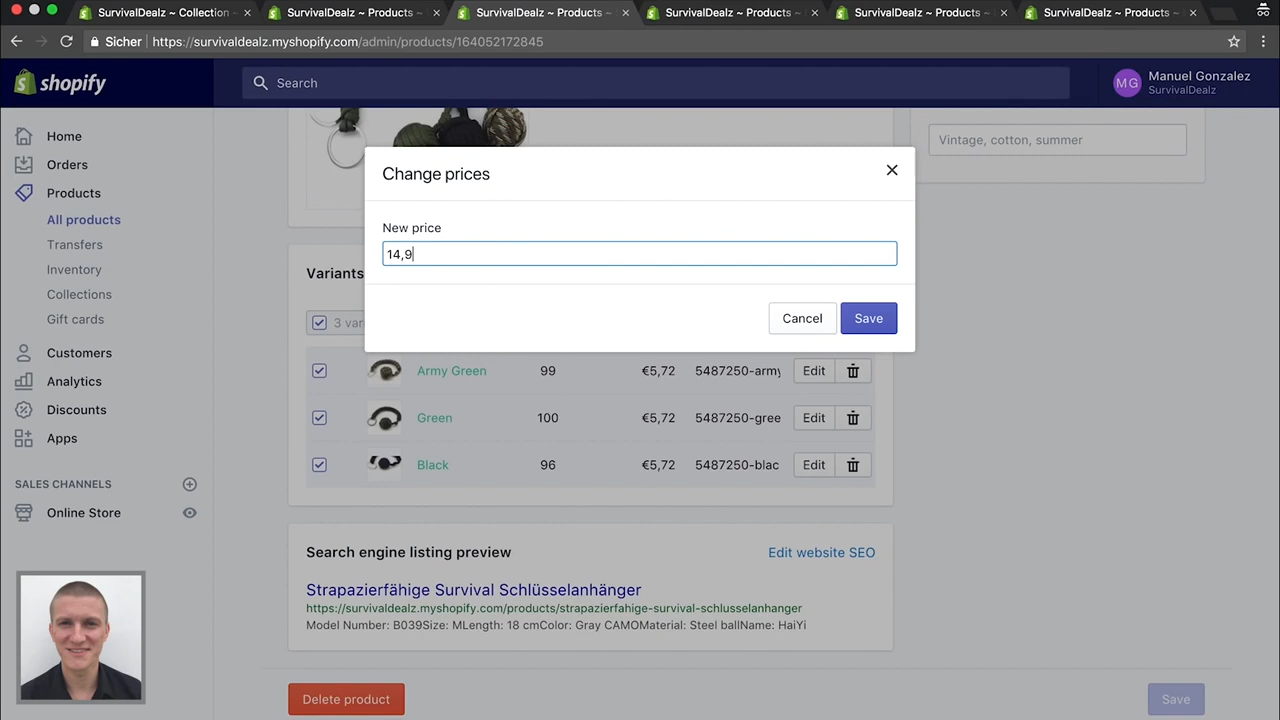 SurvivalDealz ~ Collection ~
SurvivalDealz ~ Products ~
SurvivalDealz ~ Products ~
SurvivalDealz ~ Products ~
SurvivalDealz ~ Products ~
SurvivalDealz ~ Products ~
Sicher https://survivaldealz.myshopify.com/admin/products/164052172845
shopify
Search
MG
Manuel Gonzalez
SurvivalDealz
Home
Orders
Products
All products
Transfers
Inventory
Collections
Gift cards
Customers
Analytics
Discounts
Apps
SALES CHANNELS
Online Store
Vintage, cotton, summer
Change prices
New price
14,9
Cancel Save
Variants
3 var
Army Green 99 €5,72 5487250-army Edit
Green 100 €5,72 5487250-gree Edit
Black 96 €5,72 5487250-blac Edit
Search engine listing preview Edit website SEO
Strapazierfähige Survival Schlüsselanhänger
https://survivaldealz.myshopify.com/products/strapazierfahige-survival-schlusselanhanger
Model Number: B039Size: MLength: 18 cmColor: Gray CAMOMaterial: Steel ballName: HaiYi
Delete product Save